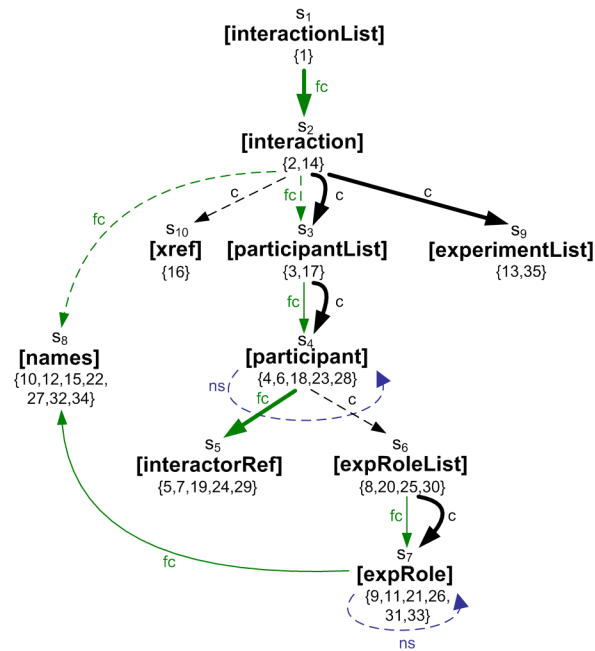 s1
[interactionList]
{1}
fc
s2
[interaction]
{2,14}
fc
c
fc
c
c
s10
[xref]
{16}
s3
[participantList]
{3,17}
s9
[experimentList]
{13,35}
fc
c
s8
[names]
{10,12,15,22,
27,32,34}
s4
[participant]
{4,6,18,23,28}
ns
fc
c
s5
[interactorRef]
{5,7,19,24,29}
s6
[expRoleList]
{8,20,25,30}
fc
c
s7
[expRole]
{9,11,21,26,
31,33}
fc
ns